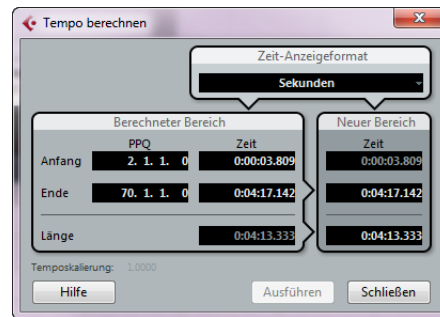 Tempo berechnen
Zeit-Anzeigeformat
Sekunden
Berechneter Bereich
Neuer Bereich
PPQ Zeit Zeit
Anfang 2. 1. 1. 0 0:00:03.809 0:00:03.809
Ende 70. 1. 1. 0 0:04:17.142 0:04:17.142
Länge 0:04:13.333 0:04:13.333
Temposkalierung: 1.0000
Hilfe Ausführen Schließen